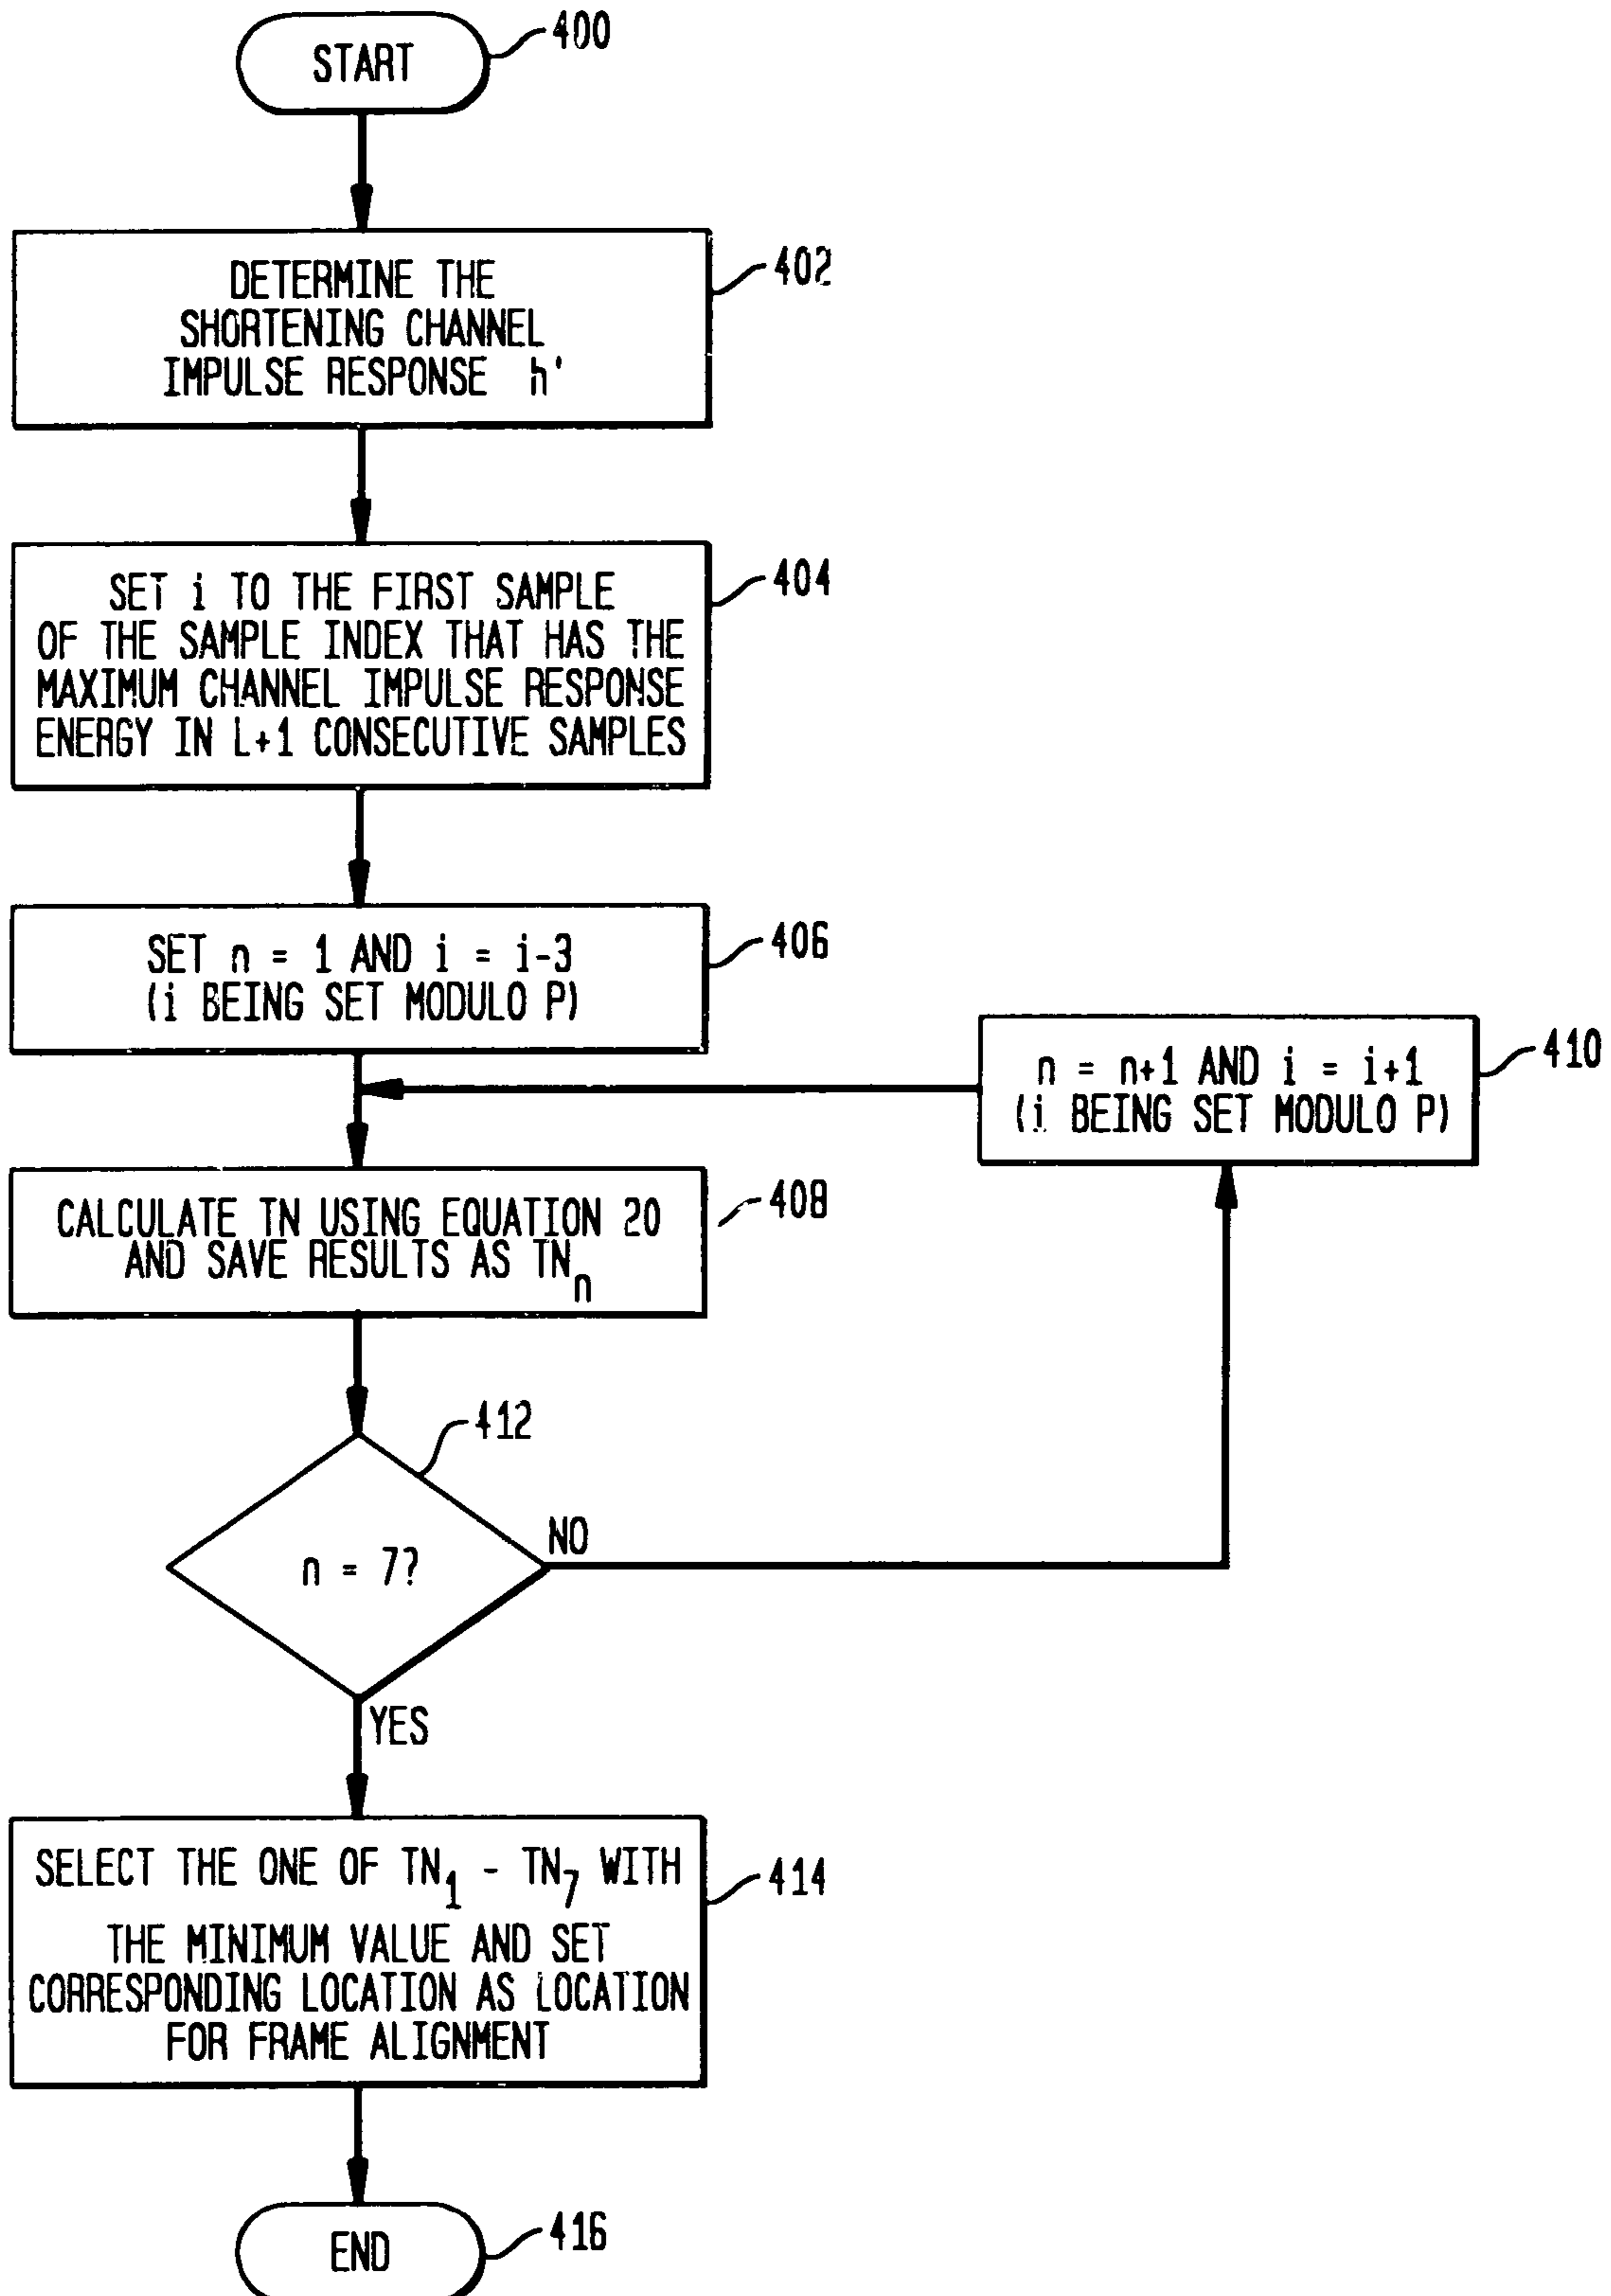 START
400
DETERMINE THE
SHORTENING CHANNEL
IMPULSE RESPONSE h'
402
SET i TO THE FIRST SAMPLE
OF THE SAMPLE INDEX THAT HAS THE
MAXIMUM CHANNEL IMPULSE RESPONSE
ENERGY IN L+1 CONSECUTIVE SAMPLES
404
SET n = 1 AND i = i-3
(i BEING SET MODULO P)
406
n = n+1 AND i = i+1
(i BEING SET MODULO P)
410
CALCULATE TN USING EQUATION 20
AND SAVE RESULTS AS TNn
408
412
n = 7?
NO
YES
SELECT THE ONE OF TN1 - TN7 WITH
THE MINIMUM VALUE AND SET
CORRESPONDING LOCATION AS LOCATION
FOR FRAME ALIGNMENT
414
END
416